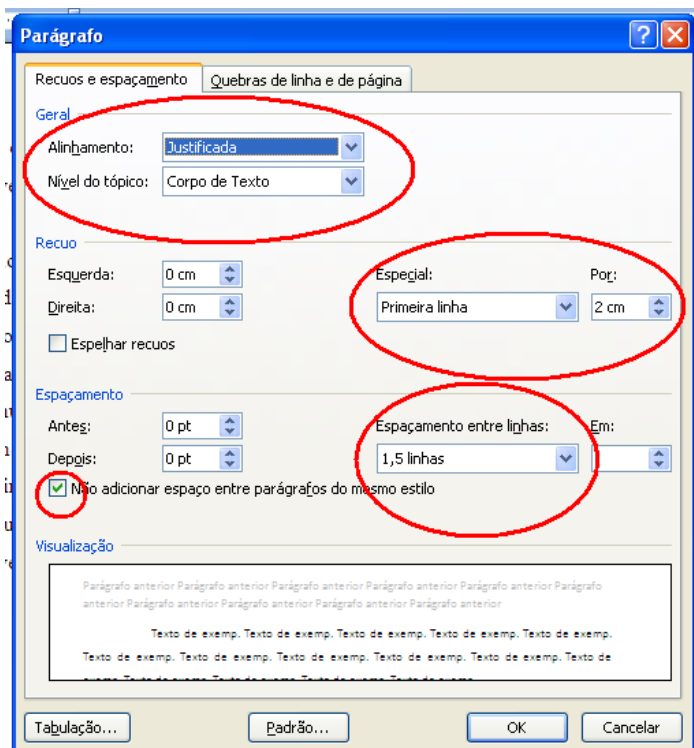 Parágrafo
Recuos e espaçamento Quebras de linha e de página
Geral
Alinhamento: Justificada
Nível do tópico: Corpo de Texto
Recuo
Esquerda: 0 cm Especial: Por:
Direita: 0 cm Primeira linha 2 cm
Espelhar recuos
Espaçamento
Antes: 0 pt Espaçamento entre linhas: Em:
Depois: 0 pt 1,5 linhas
Não adicionar espaço entre parágrafos do mesmo estilo
Visualização
Parágrafo anterior Parágrafo anterior Parágrafo anterior Parágrafo anterior Parágrafo anterior Parágrafo
anterior Parágrafo anterior Parágrafo anterior Parágrafo anterior Parágrafo anterior
Texto de exemp. Texto de exemp. Texto de exemp. Texto de exemp. Texto de exemp.
Texto de exemp. Texto de exemp. Texto de exemp. Texto de exemp. Texto de exemp. Texto de
Tabulação... Padrão... OK Cancelar